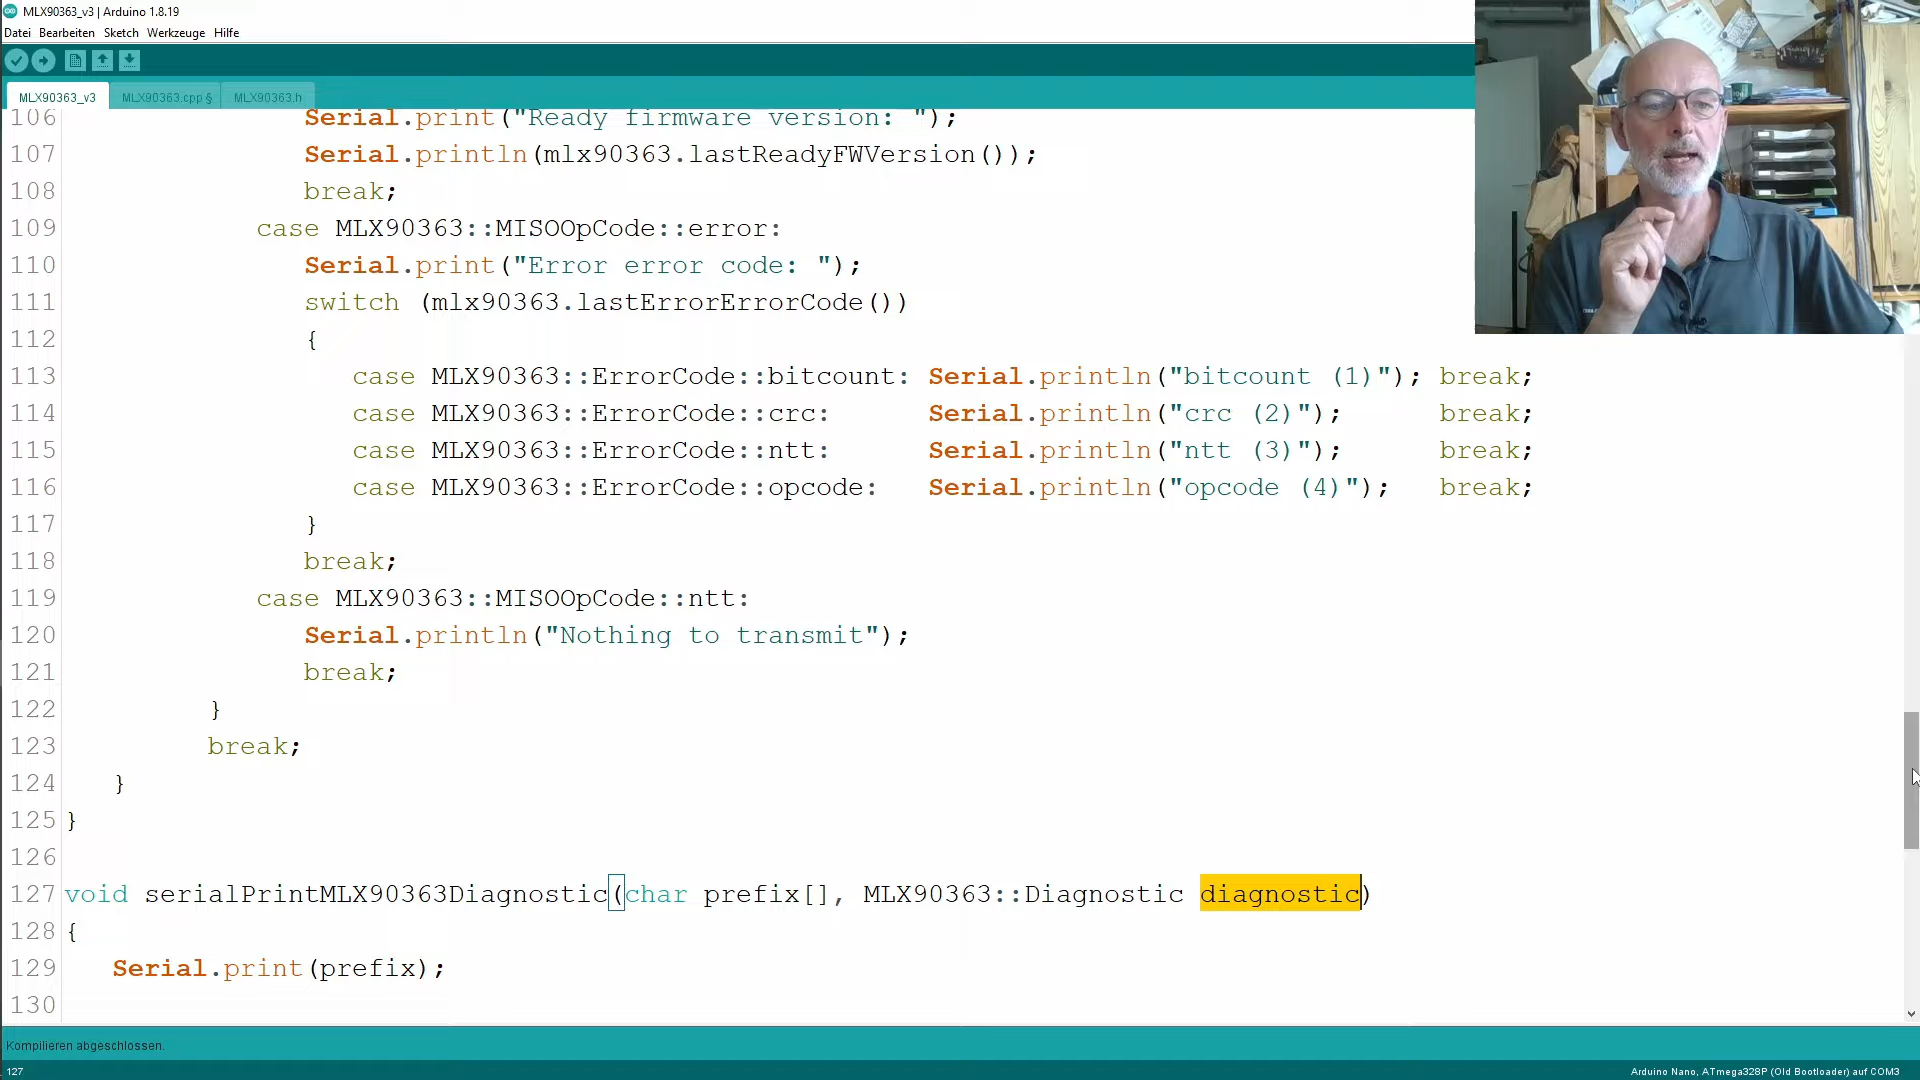 MLX90363_v3 | Arduino 1.8.19
Datei Bearbeiten Sketch Werkzeuge Hilfe
MLX90363_v3 MLX90363.cpp § MLX90363.h
106 Serial.print("Ready firmware version: ");
107 Serial.println(mlx90363.lastReadyFWVersion());
108 break;
109 case MLX90363::MISOOpCode::error:
110 Serial.print("Error error code: ");
111 switch (mlx90363.lastErrorErrorCode())
112 {
113 case MLX90363::ErrorCode::bitcount: Serial.println("bitcount (1)"); break;
114 case MLX90363::ErrorCode::crc: Serial.println("crc (2)"); break;
115 case MLX90363::ErrorCode::ntt: Serial.println("ntt (3)"); break;
116 case MLX90363::ErrorCode::opcode: Serial.println("opcode (4)"); break;
117 }
118 break;
119 case MLX90363::MISOOpCode::ntt:
120 Serial.println("Nothing to transmit");
121 break;
122 }
123 break;
124 }
125 }
126
127 void serialPrintMLX90363Diagnostic(char prefix[], MLX90363::Diagnostic diagnostic)
128 {
129 Serial.print(prefix);
130
Kompilieren abgeschlossen.
127 Arduino Nano, ATmega328P (Old Bootloader) auf COM3